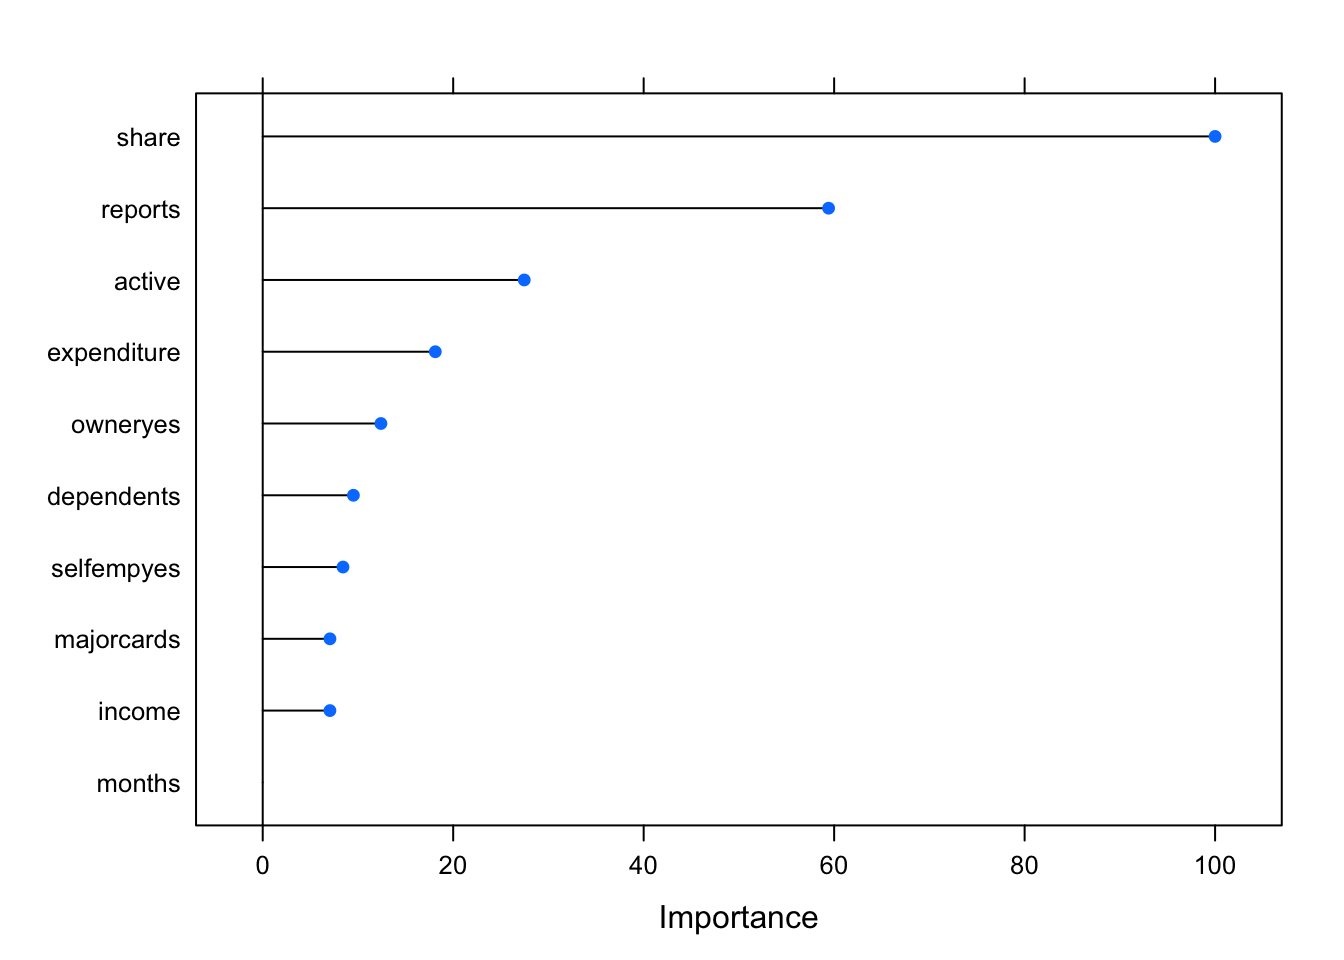 share
reports
active
expenditure
owneryes
dependents
selfempyes
majorcards
income
months
0 20 40 60 80 100
Importance